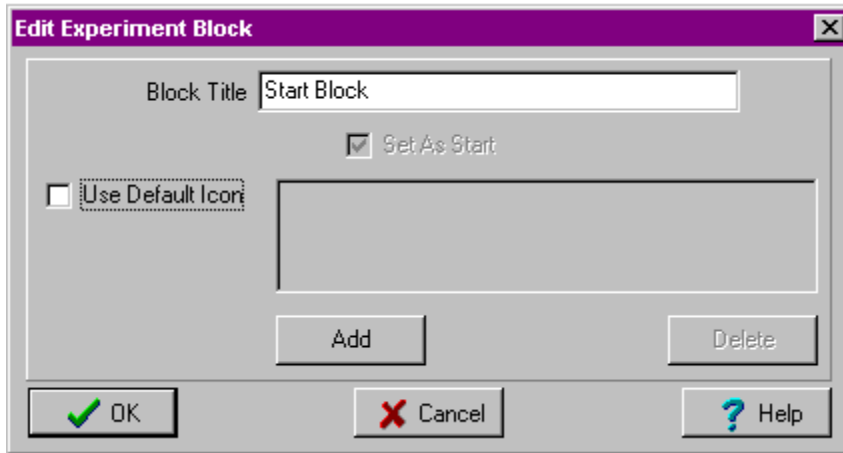 Edit Experiment Block
Block Title Start Block
Set As Start
Use Default Icon
Add Delete
OK Cancel Help